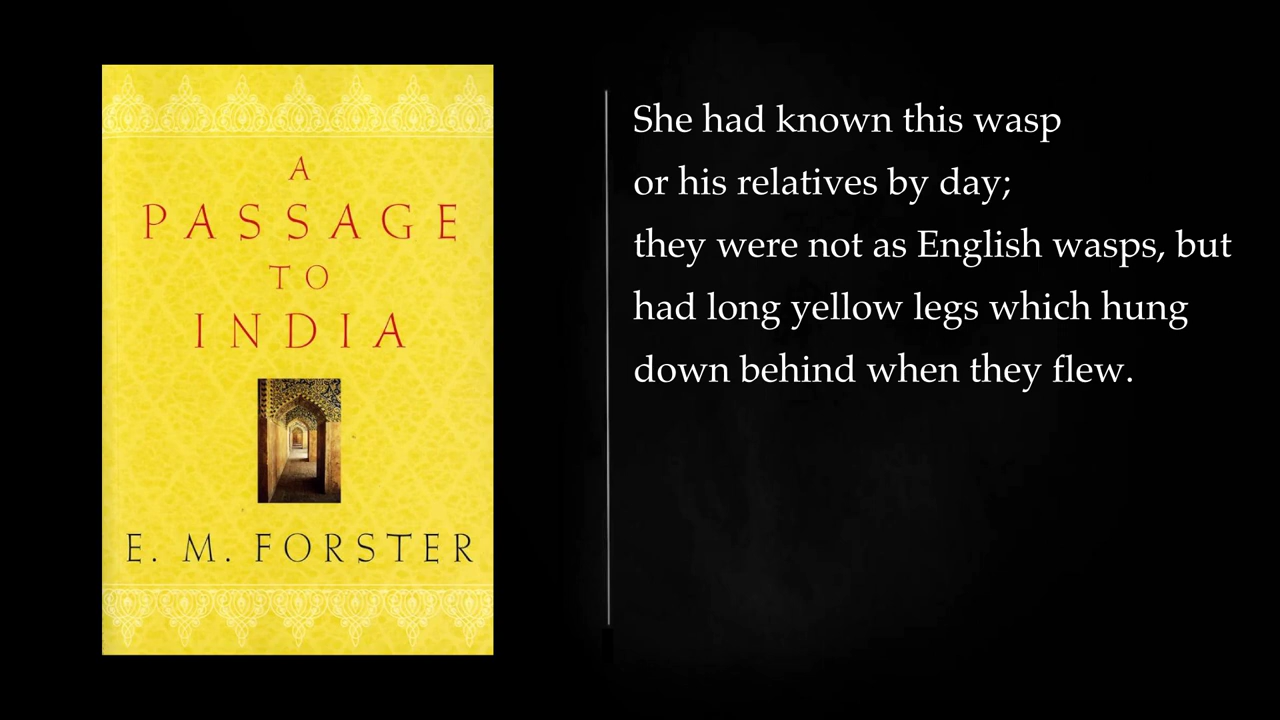 A
PASSAGE
TO
INDIA
E. M. FORSTER
She had known this wasp
or his relatives by day;
they were not as English wasps, but
had long yellow legs which hung
down behind when they flew.